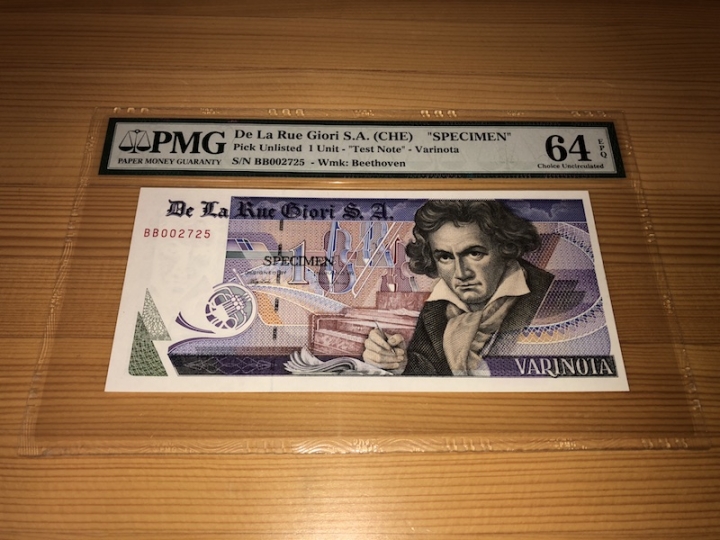 PMG
PAPER MONEY GUARANTY
De La Rue Giori S.A. (CHE) "SPECIMEN"
Pick Unlisted 1 Unit - "Test Note" - Varinota
S/N BB002725 - Wmk: Beethoven
64 EPQ
Choice Uncirculated
De La Rue Giori S. A.
BB002725
1
SPECIMEN
VARINOTA